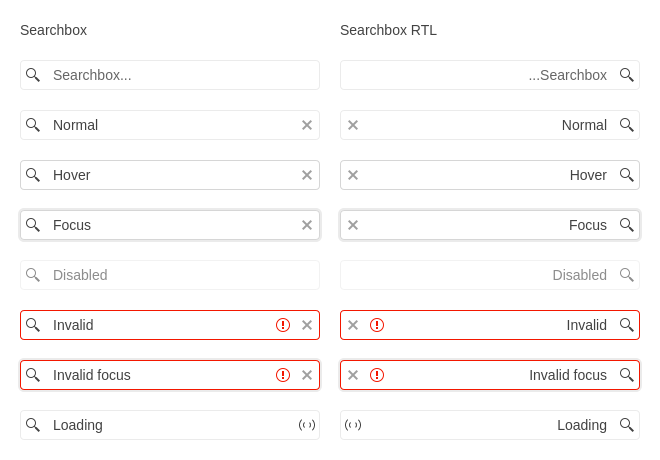 Searchbox
Searchbox...
Normal
Hover
Focus
Disabled
Invalid
Invalid focus
Loading
Searchbox RTL
...Searchbox
Normal
Hover
Focus
Disabled
Invalid
Invalid focus
Loading